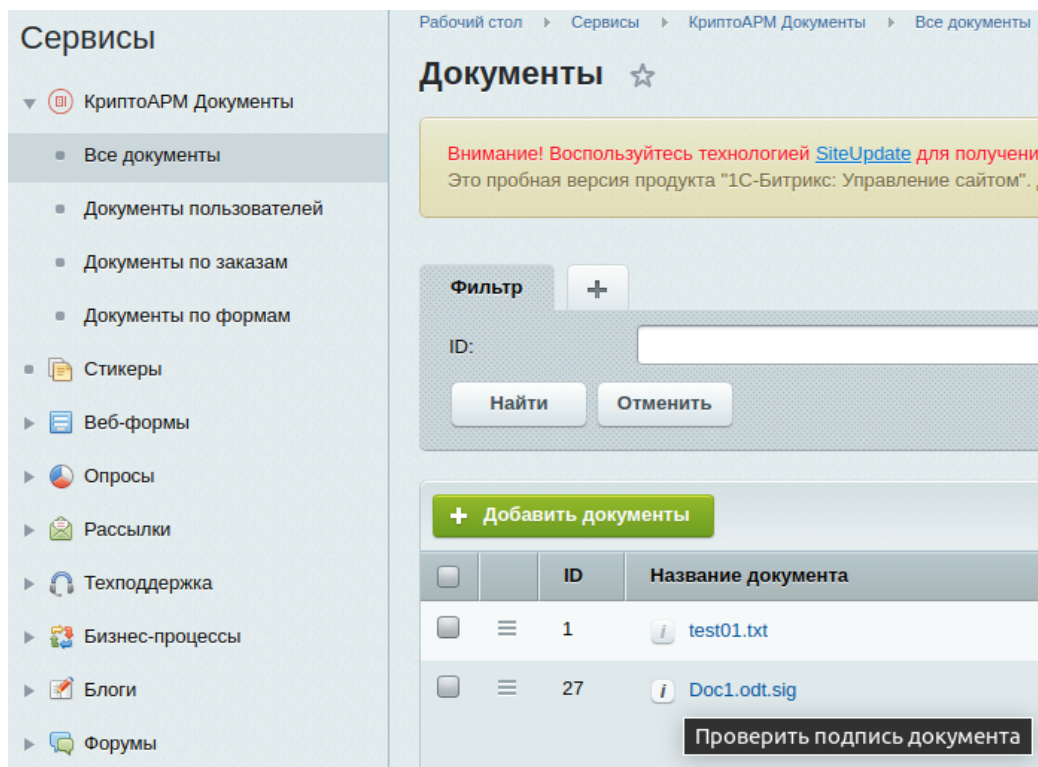 Сервисы
КриптоАРМ Документы
Все документы
Документы пользователей
Документы по заказам
Документы по формам
Стикеры
Веб-формы
Опросы
Рассылки
Техподдержка
Бизнес-процессы
Блоги
Форумы
Рабочий стол Сервисы КриптоАРМ Документы Все документы
Документы
Внимание! Воспользуйтесь технологией SiteUpdate для получени
Это пробная версия продукта "1С-Битрикс: Управление сайтом".
Фильтр
ID:
Найти Отменить
Добавить документы
ID Название документа
1 test01.txt
27 Doc1.odt.sig
Проверить подпись документа